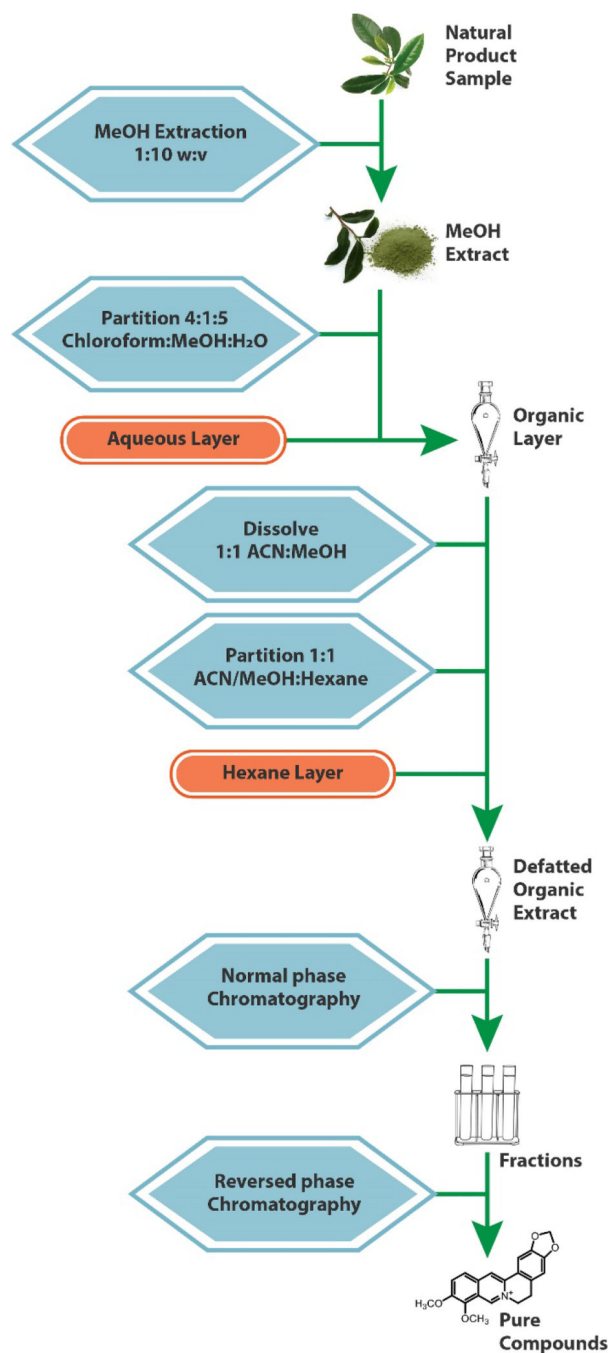 Natural
Product
Sample
MeOH Extraction
1:10 w:v
MeOH
Extract
Partition 4:1:5
Chloroform:MeOH:H₂O
Aqueous Layer
Organic
Layer
Dissolve
1:1 ACN:MeOH
Partition 1:1
ACN/MeOH:Hexane
Hexane Layer
Defatted
Organic
Extract
Normal phase
Chromatography
Fractions
Reversed phase
Chromatography
O
O
N⁺
H₃CO
OCH₃
Pure
Compounds